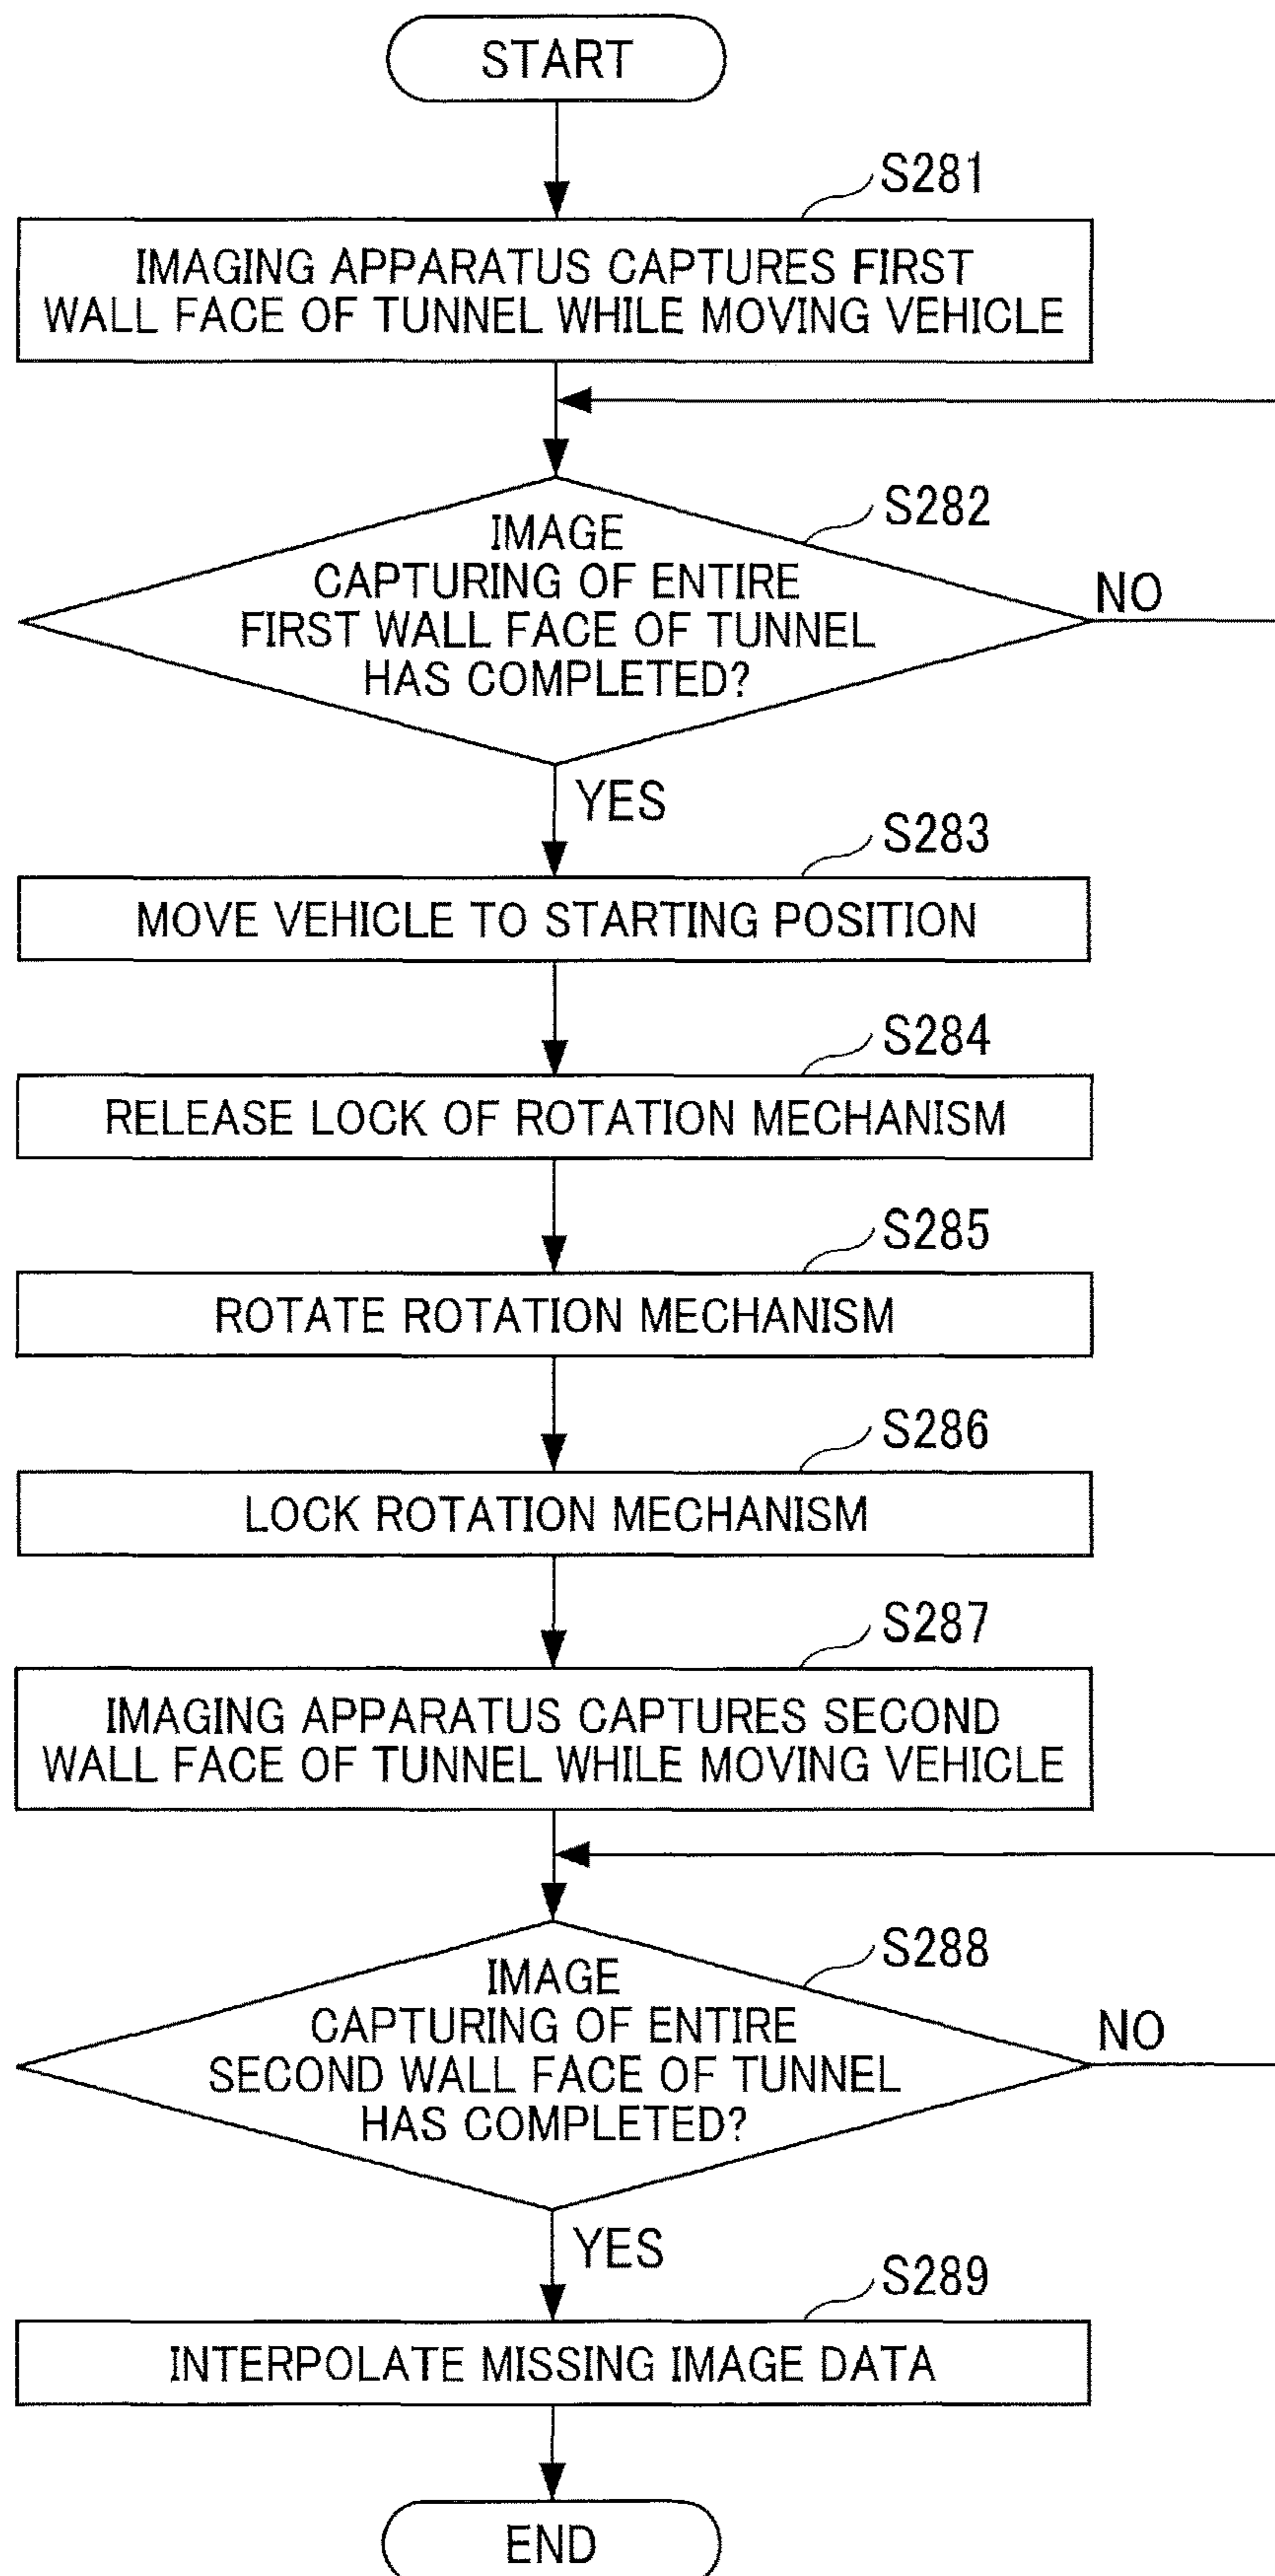 START
S281
IMAGING APPARATUS CAPTURES FIRST
WALL FACE OF TUNNEL WHILE MOVING VEHICLE
S282
IMAGE
CAPTURING OF ENTIRE
FIRST WALL FACE OF TUNNEL
HAS COMPLETED?
NO
YES
S283
MOVE VEHICLE TO STARTING POSITION
S284
RELEASE LOCK OF ROTATION MECHANISM
S285
ROTATE ROTATION MECHANISM
S286
LOCK ROTATION MECHANISM
S287
IMAGING APPARATUS CAPTURES SECOND
WALL FACE OF TUNNEL WHILE MOVING VEHICLE
S288
IMAGE
CAPTURING OF ENTIRE
SECOND WALL FACE OF TUNNEL
HAS COMPLETED?
NO
YES
S289
INTERPOLATE MISSING IMAGE DATA
END